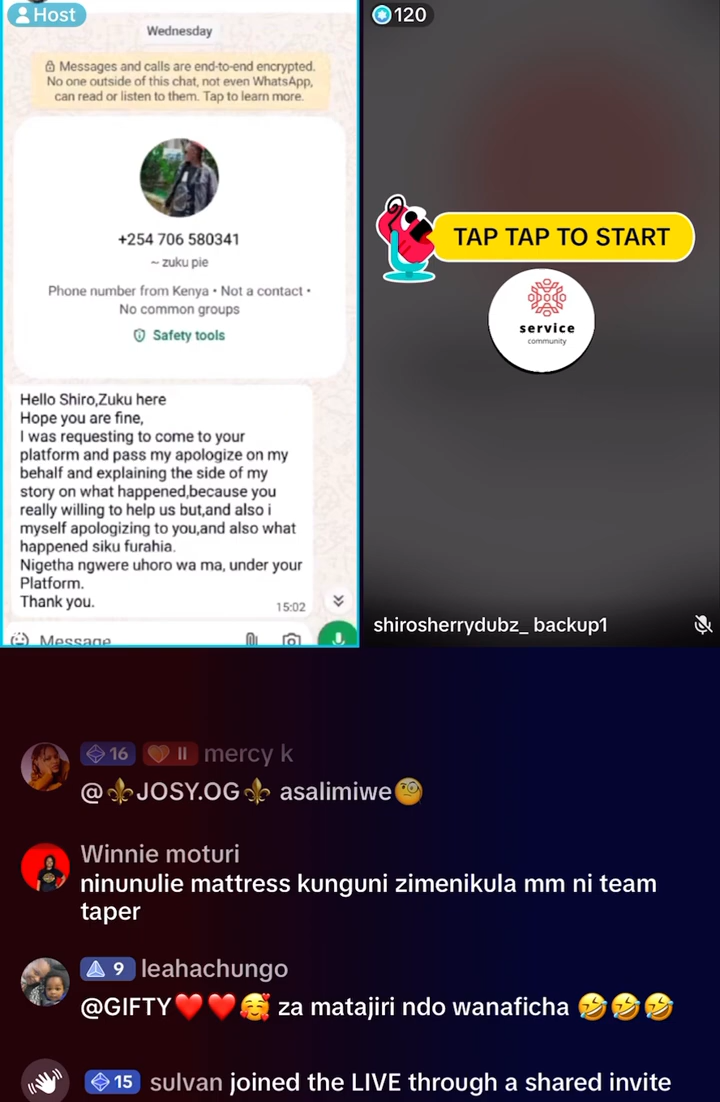 Host
Wednesday
Messages and calls are end-to-end encrypted.
No one outside of this chat, not even WhatsApp,
can read or listen to them. Tap to learn more.
+254 706 580341
~ zuku pie
Phone number from Kenya • Not a contact •
No common groups
Safety tools
Hello Shiro,Zuku here
Hope you are fine,
I was requesting to come to your
platform and pass my apologize on my
behalf and explaining the side of my
story on what happened,because you
really willing to help us but,and also i
myself apologizing to you,and also what
happened siku furahia.
Nigetha ngwere uhoro wa ma, under your
Platform.
Thank you.
15:02
Message
120
TAP TAP TO START
service
community
shirosherrydubz_ backup1
16 II mercy k
@⚜️JOSY.OG⚜️ asalimiwe🧐
Winnie moturi
ninunulie mattress kunguni zimenikula mm ni team
taper
9 leahachungo
@GIFTY❤️❤️🥰 za matajiri ndo wanaficha 🤣🤣🤣
15 sulvan joined the LIVE through a shared invite